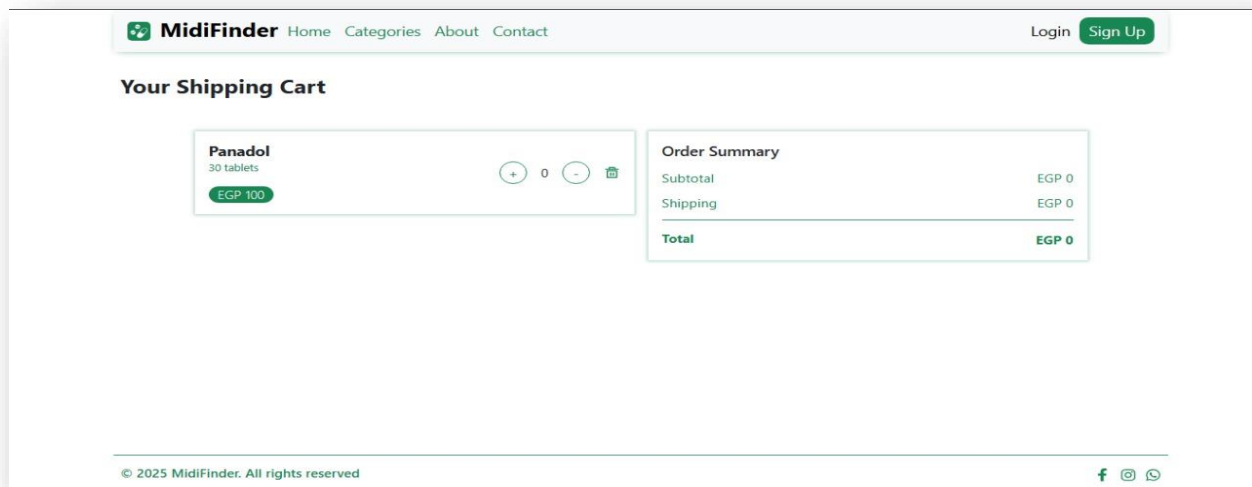 MidiFinder Home Categories About Contact Login Sign Up
Your Shipping Cart
Panadol
30 tablets
EGP 100
+ 0 -
Order Summary
Subtotal EGP 0
Shipping EGP 0
Total EGP 0
© 2025 MidiFinder. All rights reserved